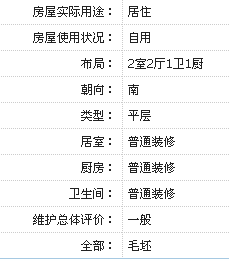 房屋实际用途： 居住
房屋使用状况： 自用
布局： 2室2厅1卫1厨
朝向： 南
类型： 平层
居室： 普通装修
厨房： 普通装修
卫生间： 普通装修
维护总体评价： 一般
全部： 毛坯